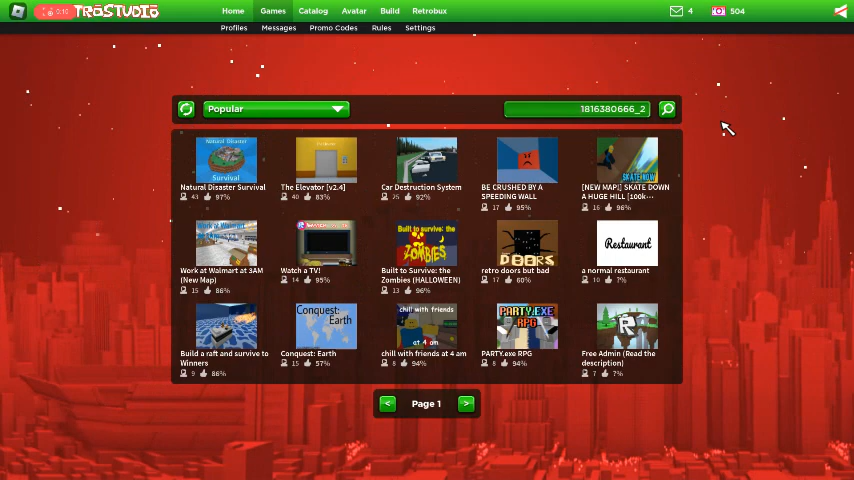 0:10
TROSTUDIO
Home Games Catalog Avatar Build Retrobux
4 504
Profiles Messages Promo Codes Rules Settings
Popular
1816380666_2
Natural Disaster
Survival
Natural Disaster Survival
43 97%
The Elevator [v2.4]
40 83%
Car Destruction System
25 92%
BE CRUSHED BY A
SPEEDING WALL
17 95%
SKATE NOW
[NEW MAP!] SKATE DOWN
A HUGE HILL [100k···
16 96%
Work at Walmart
Work at Walmart at 3AM
(New Map)
15 86%
Watch a TV!
14 95%
Built to survive: the
ZOMBIES
Built to Survive: the
Zombies (HALLOWEEN)
13 96%
DOORS
retro doors but bad
17 60%
Restaurant
a normal restaurant
10 ?%
Build a raft and survive to
Winners
9 86%
Conquest:
Earth
Conquest: Earth
15 57%
chill with friends
at 4 am
chill with friends at 4 am
8 94%
PARTY.EXE
RPG
PARTY.exe RPG
8 94%
R
Free Admin (Read the
description)
7 ?%
< Page 1 >